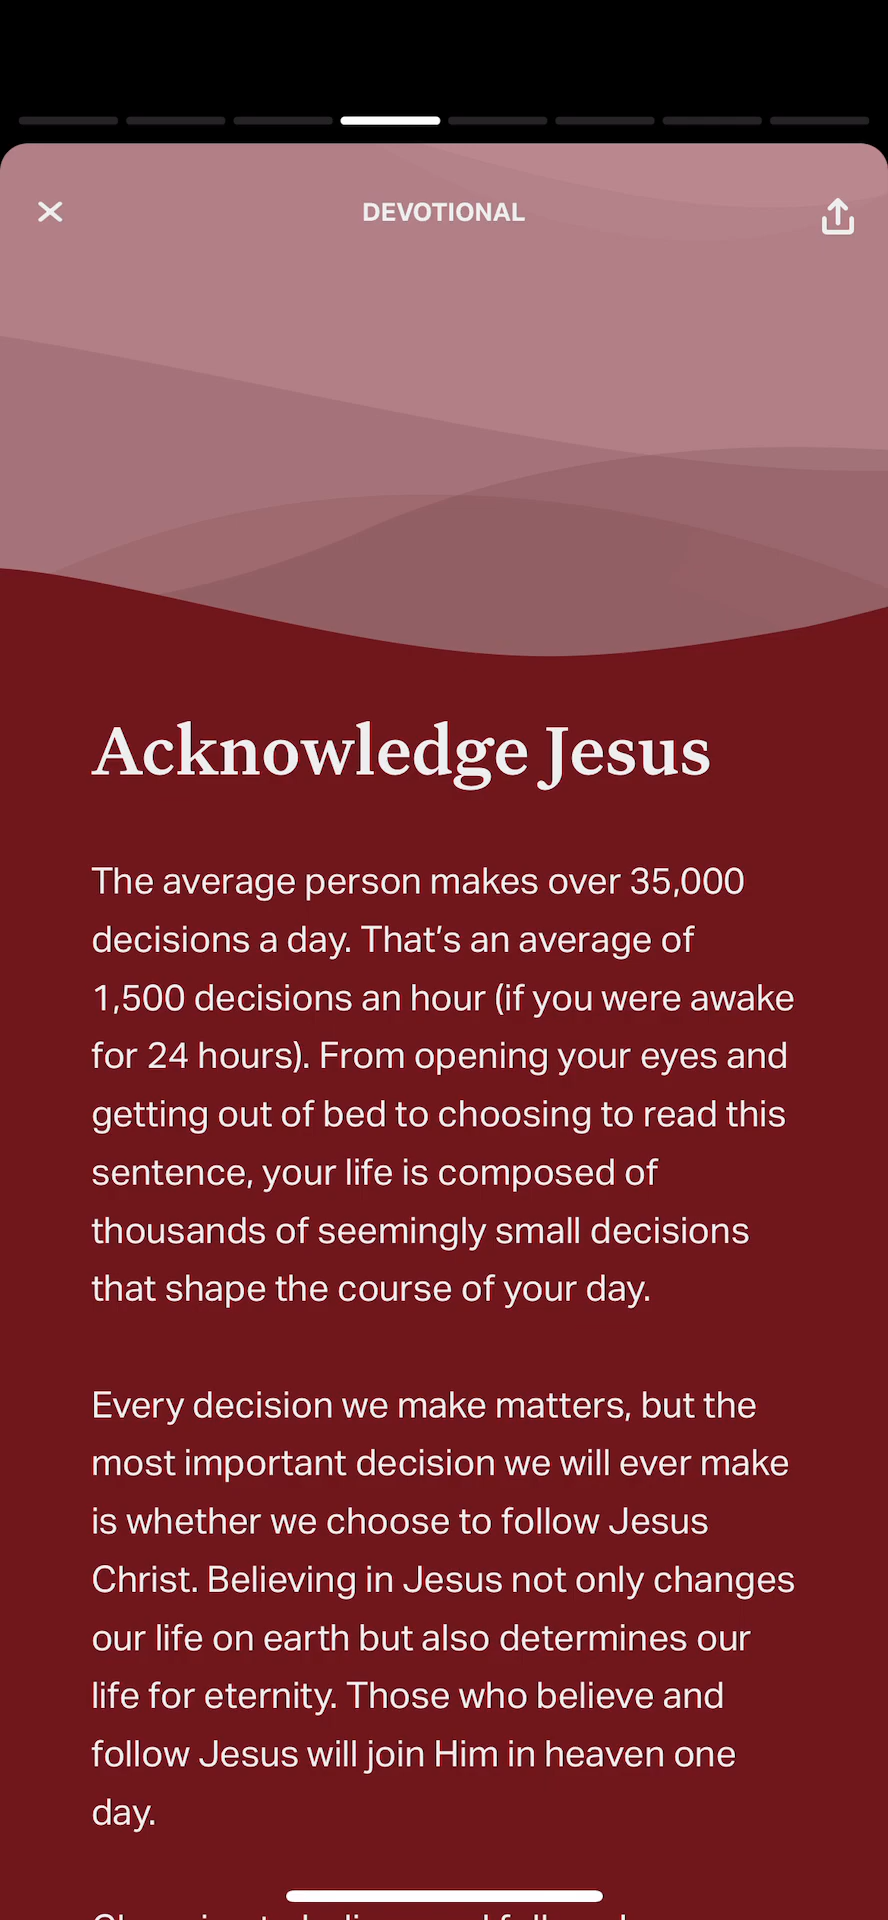 DEVOTIONAL
Acknowledge Jesus
The average person makes over 35,000
decisions a day. That’s an average of
1,500 decisions an hour (if you were awake
for 24 hours). From opening your eyes and
getting out of bed to choosing to read this
sentence, your life is composed of
thousands of seemingly small decisions
that shape the course of your day.
Every decision we make matters, but the
most important decision we will ever make
is whether we choose to follow Jesus
Christ. Believing in Jesus not only changes
our life on earth but also determines our
life for eternity. Those who believe and
follow Jesus will join Him in heaven one
day.